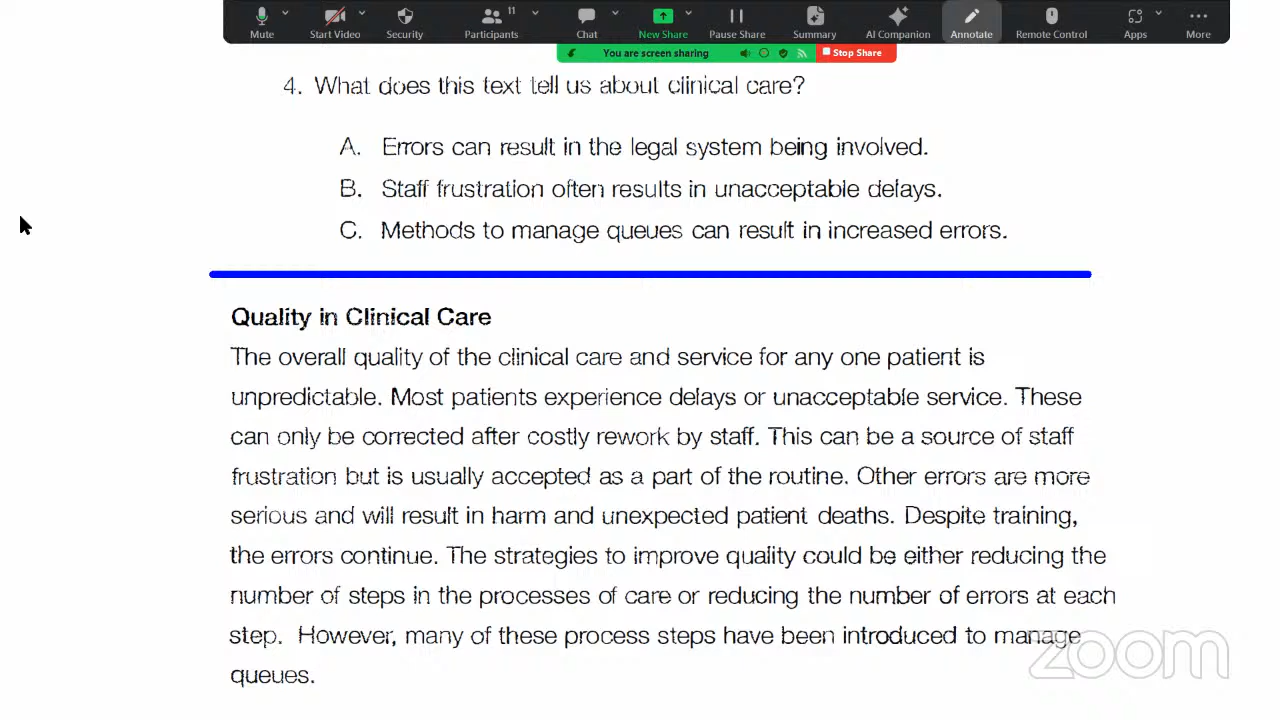 Mute
Start Video
Security
Participants
11
Chat
New Share
Pause Share
Summary
AI Companion
Annotate
Remote Control
Apps
More
You are screen sharing
Stop Share
4. What does this text tell us about clinical care?
A. Errors can result in the legal system being involved.
B. Staff frustration often results in unacceptable delays.
C. Methods to manage queues can result in increased errors.
Quality in Clinical Care
The overall quality of the clinical care and service for any one patient is
unpredictable. Most patients experience delays or unacceptable service. These
can only be corrected after costly rework by staff. This can be a source of staff
frustration but is usually accepted as a part of the routine. Other errors are more
serious and will result in harm and unexpected patient deaths. Despite training,
the errors continue. The strategies to improve quality could be either reducing the
number of steps in the processes of care or reducing the number of errors at each
step. However, many of these process steps have been introduced to manage
queues.
zoom